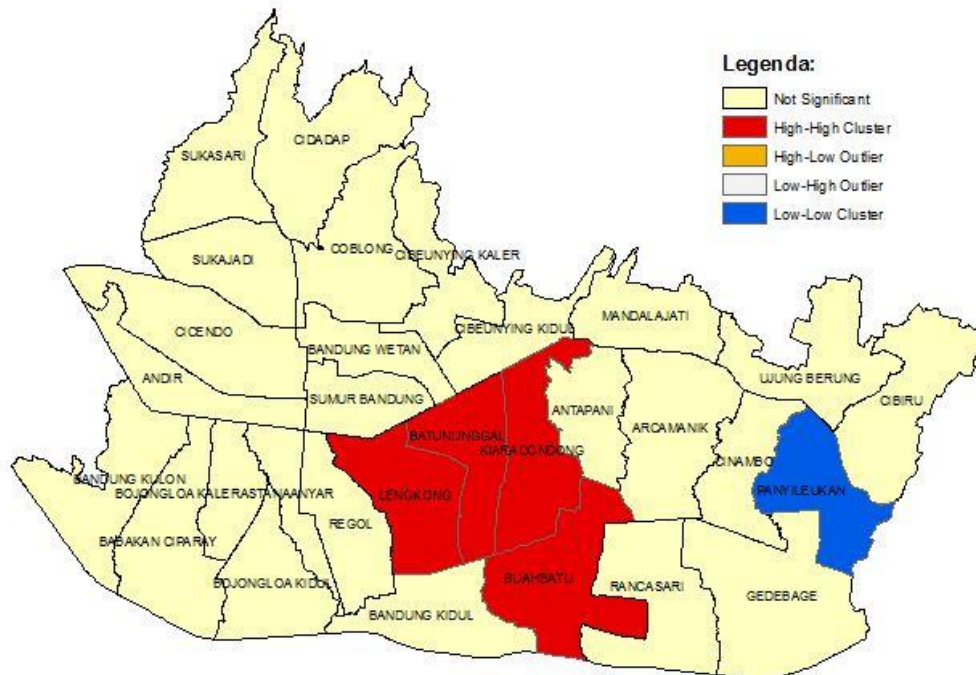 Legenda:
Not Significant
High-High Cluster
High-Low Outlier
Low-High Outlier
Low-Low Cluster
CIDADAP
SUKASARI
COBLONG
CIBEUNYING KALER
SUKAJADI
MANDALAJATI
CICENDO
CIBEUNYING KIDUL
BANDUNG WETAN
UJUNG BERUNG
ANDIR
CIBIRU
SUMUR BANDUNG
ANTAPANI
ARCAMANIK
BATUNUNGGAL
KIARACONDONG
CINAMBO
BANDUNG KULON
PANYILEUKAN
BOJONGLOA KALER
ASTANAANYAR
LENGKONG
REGOL
BABAKAN CIPARAY
BOJONGLOA KIDUL
BUAHBATU
RANCASARI
GEDEBAGE
BANDUNG KIDUL